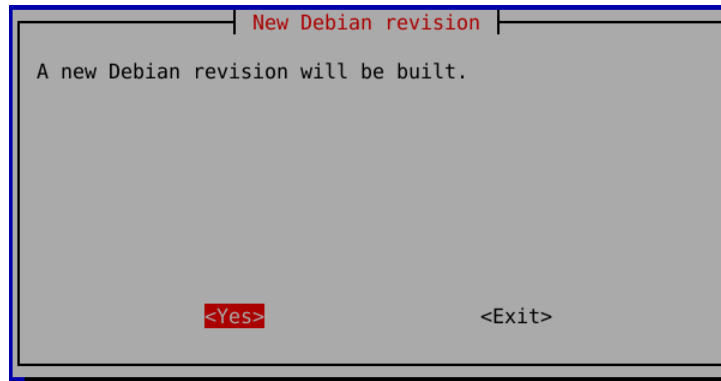 New Debian revision
A new Debian revision will be built.
<Yes> <Exit>